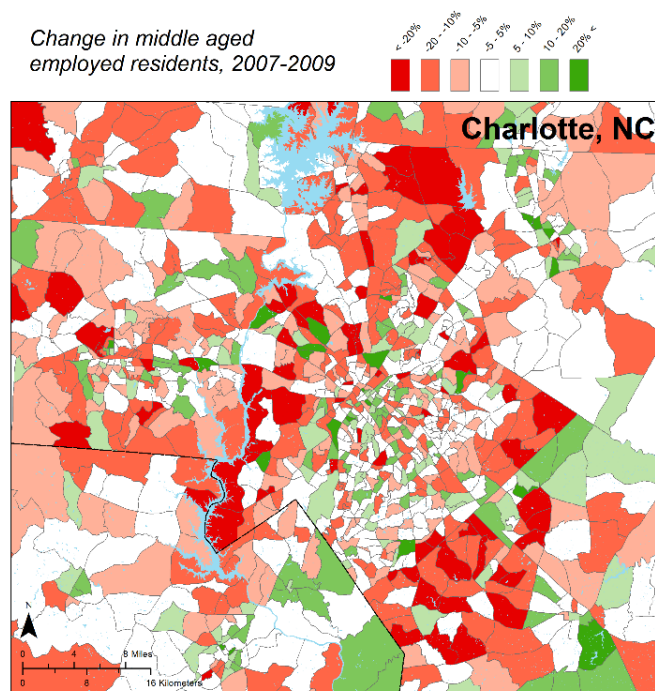 Change in middle aged
employed residents, 2007-2009
< -20%
-20 - -10%
-10 - -5%
-5 - 5%
5 - 10%
10 - 20%
20% <
Charlotte, NC
N
0 4 8 Miles
0 8 16 Kilometers